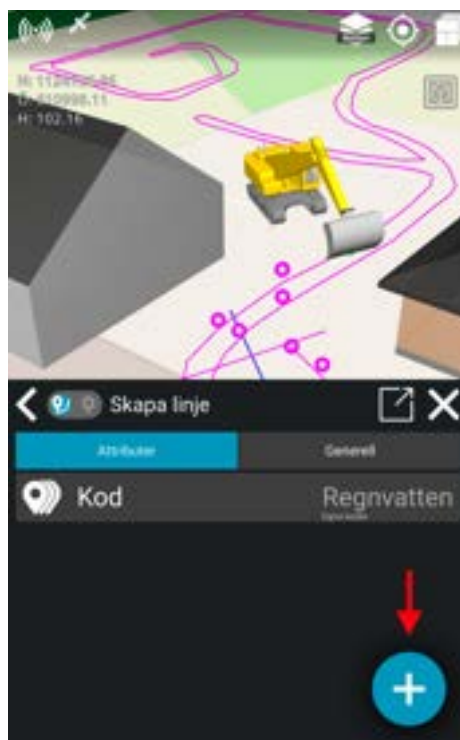 H: 102.16
Skapa linje
Attributer
Generell
Kod
Regnvatten